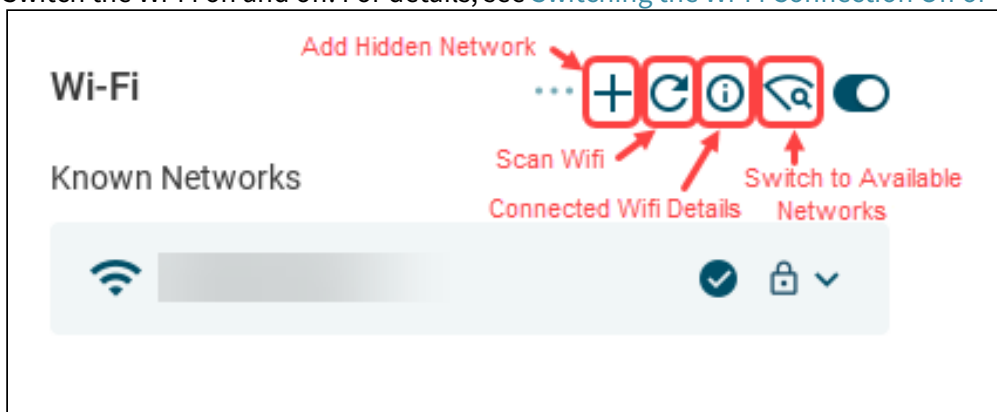 Switch the Wi-Fi on and off. For details, see Switching the Wi-Fi Connection On or
Add Hidden Network
Wi-Fi
Scan Wifi
Switch to Available
Known Networks
Connected Wifi Details
Networks